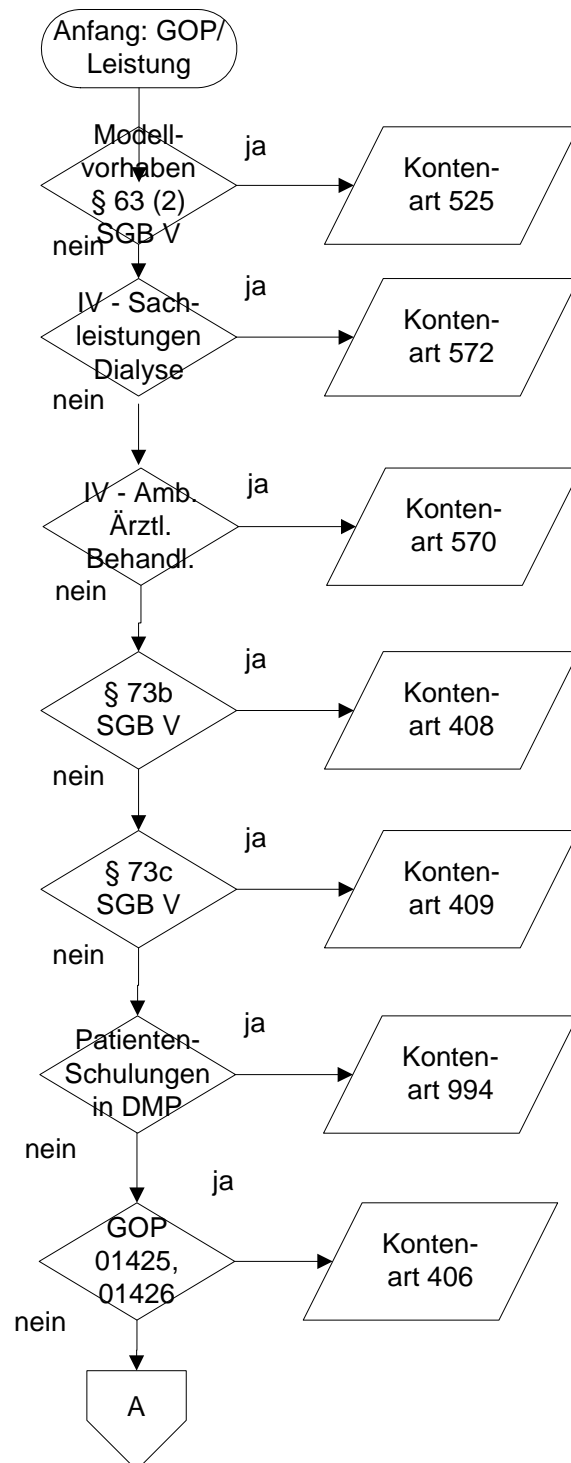 Anfang: GOP/
Leistung
Modell-
vorhaben
§ 63 (2)
SGB V
ja
Konten-
art 525
nein
IV - Sach-
leistungen
Dialyse
ja
Konten-
art 572
nein
IV - Amb.
Ärztl.
Behandl.
ja
Konten-
art 570
nein
§ 73b
SGB V
ja
Konten-
art 408
nein
§ 73c
SGB V
ja
Konten-
art 409
nein
Patienten-
Schulungen
in DMP
ja
Konten-
art 994
nein
GOP
01425,
01426
ja
Konten-
art 406
nein
A